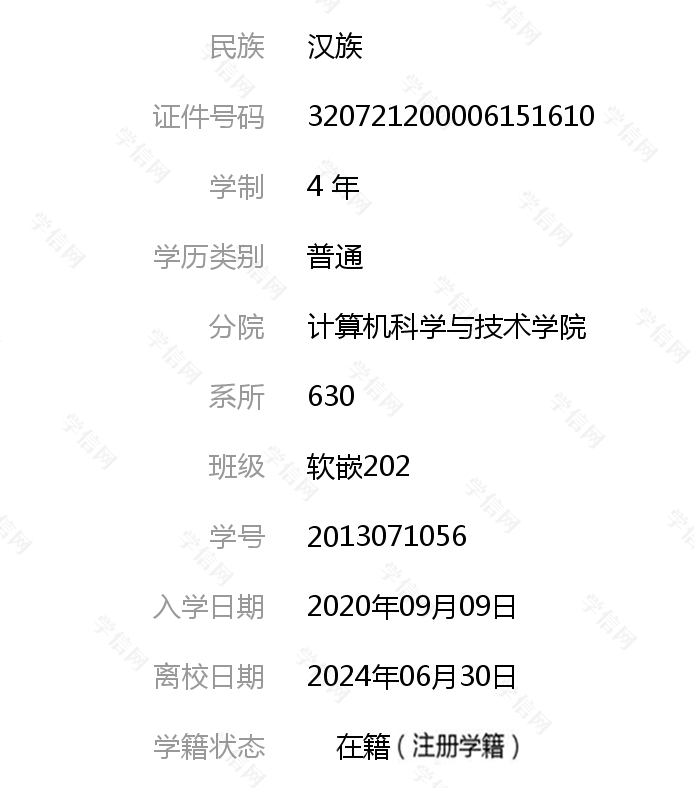 民族 汉族
证件号码 320721200006151610
学制 4 年
学历类别 普通
分院 计算机科学与技术学院
系所 630
班级 软嵌202
学号 2013071056
入学日期 2020年09月09日
离校日期 2024年06月30日
学籍状态 在籍(注册学籍)
学信网